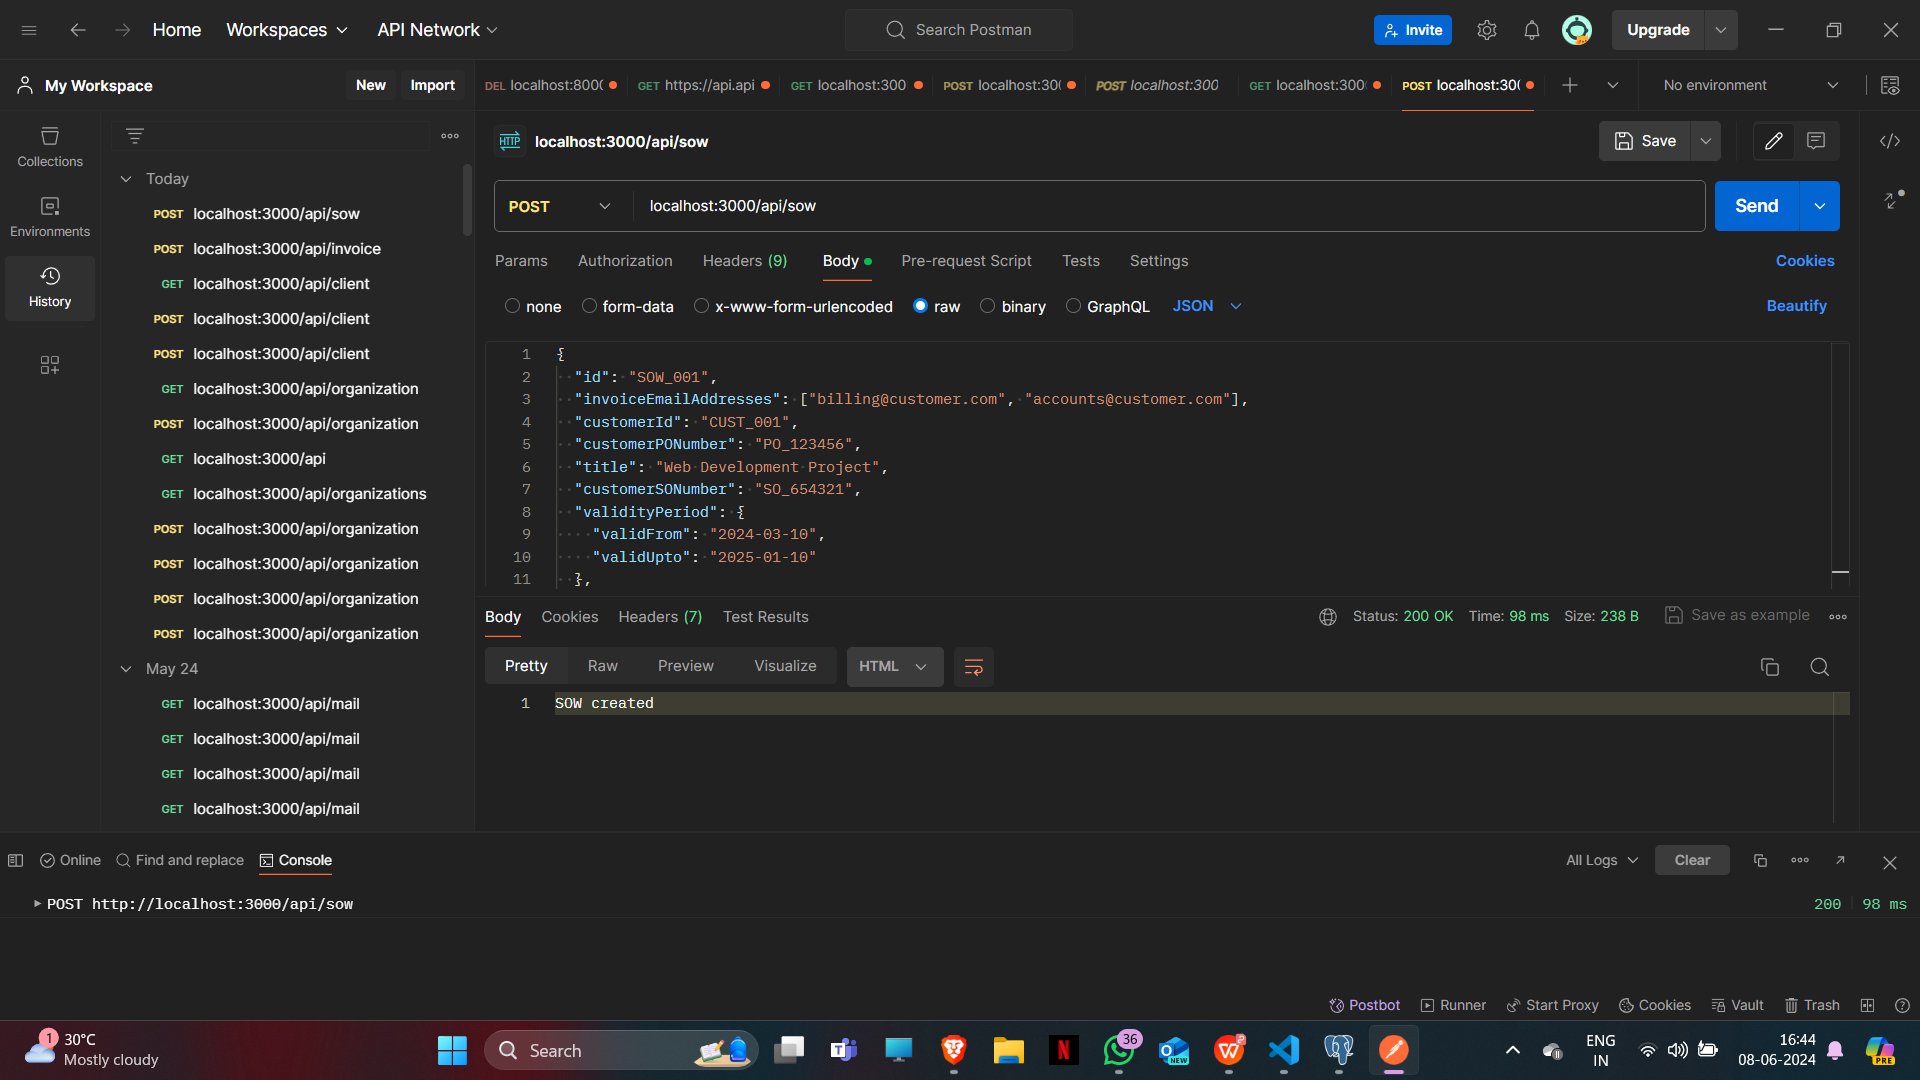 Home
Workspaces
API Network
Search Postman
Invite
Upgrade
My Workspace
New
Import
DEL localhost:800
GET https://api.api
GET localhost:300
POST localhost:30
POST localhost:300
GET localhost:300
POST localhost:30
No environment
Collections
Environments
History
Today
POST localhost:3000/api/sow
POST localhost:3000/api/invoice
GET localhost:3000/api/client
POST localhost:3000/api/client
POST localhost:3000/api/client
GET localhost:3000/api/organization
POST localhost:3000/api/organization
GET localhost:3000/api
GET localhost:3000/api/organizations
POST localhost:3000/api/organization
POST localhost:3000/api/organization
POST localhost:3000/api/organization
POST localhost:3000/api/organization
May 24
GET localhost:3000/api/mail
GET localhost:3000/api/mail
GET localhost:3000/api/mail
GET localhost:3000/api/mail
HTTP localhost:3000/api/sow
Save
POST
localhost:3000/api/sow
Send
Params
Authorization
Headers (9)
Body
Pre-request Script
Tests
Settings
Cookies
none
form-data
x-www-form-urlencoded
raw
binary
GraphQL
JSON
Beautify
1 {
2 "id": "SOW_001",
3 "invoiceEmailAddresses": ["billing@customer.com", "accounts@customer.com"],
4 "customerId": "CUST_001",
5 "customerPONumber": "PO_123456",
6 "title": "Web Development Project",
7 "customerSONumber": "SO_654321",
8 "validityPeriod": {
9 "validFrom": "2024-03-10",
10 "validUpto": "2025-01-10"
11 },
Body
Cookies
Headers (7)
Test Results
Status: 200 OK
Time: 98 ms
Size: 238 B
Save as example
Pretty
Raw
Preview
Visualize
HTML
1 SOW created
Online
Find and replace
Console
All Logs
Clear
POST http://localhost:3000/api/sow
200
98 ms
Postbot
Runner
Start Proxy
Cookies
Vault
Trash
1
30°C
Mostly cloudy
Search
T
N
36
NEW
W
ENG
IN
16:44
08-06-2024
PRE